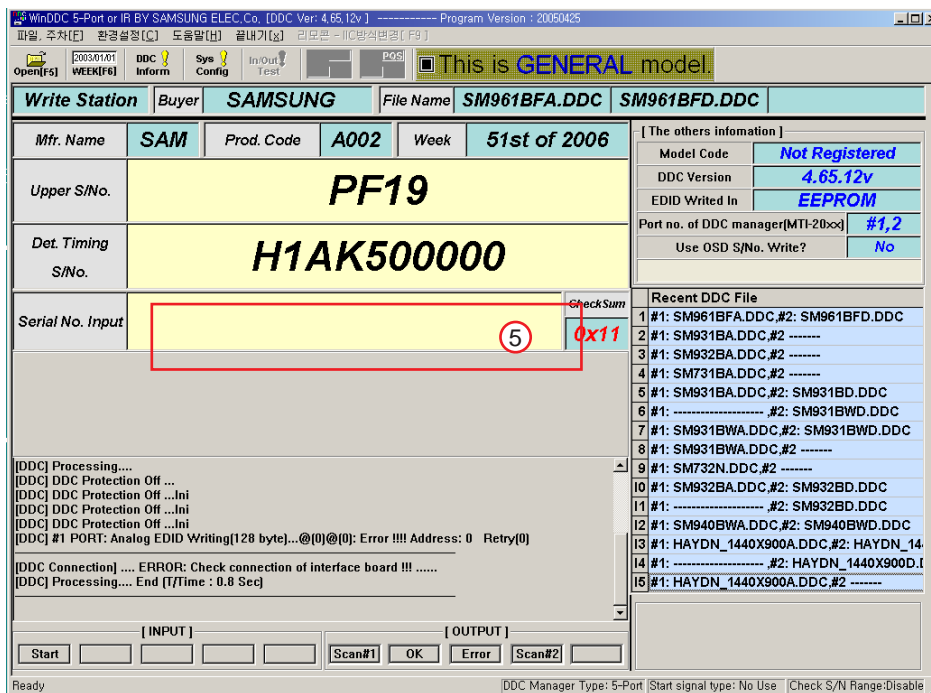 WinDDC 5-Port or IR BY SAMSUNG ELEC,Co, [DDC Ver: 4,65,12v ] ----------- Program Version : 20050425
파일, 주차[F] 환경설정[C] 도움말[H] 끝내기[x] 리모콘 - IIC방식변경[ F9 ]
Open[F5] 2003/01/01 WEEK[F6] DDC Inform Sys Config In/Out Test POS This is GENERAL model.
Write Station Buyer SAMSUNG File Name SM961BFA.DDC SM961BFD.DDC
Mfr. Name SAM Prod. Code A002 Week 51st of 2006
Upper S/No. PF19
Det. Timing S/No. H1AK500000
Serial No. Input CheckSum 0x11
5
[ The others infomation ]
Model Code Not Registered
DDC Version 4.65.12v
EDID Writed In EEPROM
Port no. of DDC manager(MTI-20xx) #1,2
Use OSD S/No. Write? No
Recent DDC File
1 #1: SM961BFA.DDC,#2: SM961BFD.DDC
2 #1: SM931BA.DDC,#2 -------
3 #1: SM932BA.DDC,#2 -------
4 #1: SM731BA.DDC,#2 -------
5 #1: SM931BA.DDC,#2: SM931BD.DDC
6 #1: ------------------- ,#2: SM931BWD.DDC
7 #1: SM931BWA.DDC,#2: SM931BWD.DDC
8 #1: SM931BWA.DDC,#2 -------
9 #1: SM732N.DDC,#2 -------
10 #1: SM932BA.DDC,#2: SM932BD.DDC
11 #1: ------------------- ,#2: SM932BD.DDC
12 #1: SM940BWA.DDC,#2: SM940BWD.DDC
13 #1: HAYDN_1440X900A.DDC,#2: HAYDN_14
14 #1: ------------------- ,#2: HAYDN_1440X900D.D
15 #1: HAYDN_1440X900A.DDC,#2 -------
[DDC] Processing....
[DDC] DDC Protection Off ...
[DDC] DDC Protection Off ...Ini
[DDC] DDC Protection Off ...Ini
[DDC] DDC Protection Off ...Ini
[DDC] #1 PORT: Analog EDID Writing(128 byte)...@(0)@(0): Error !!!! Address: 0 Retry(0)
[DDC Connection] .... ERROR: Check connection of interface board !!! ......
[DDC] Processing.... End (T/Time : 0.8 Sec)
[ INPUT ] [ OUTPUT ]
Start Scan#1 OK Error Scan#2
Ready DDC Manager Type: 5-Port Start signal type: No Use Check S/N Range:Disable